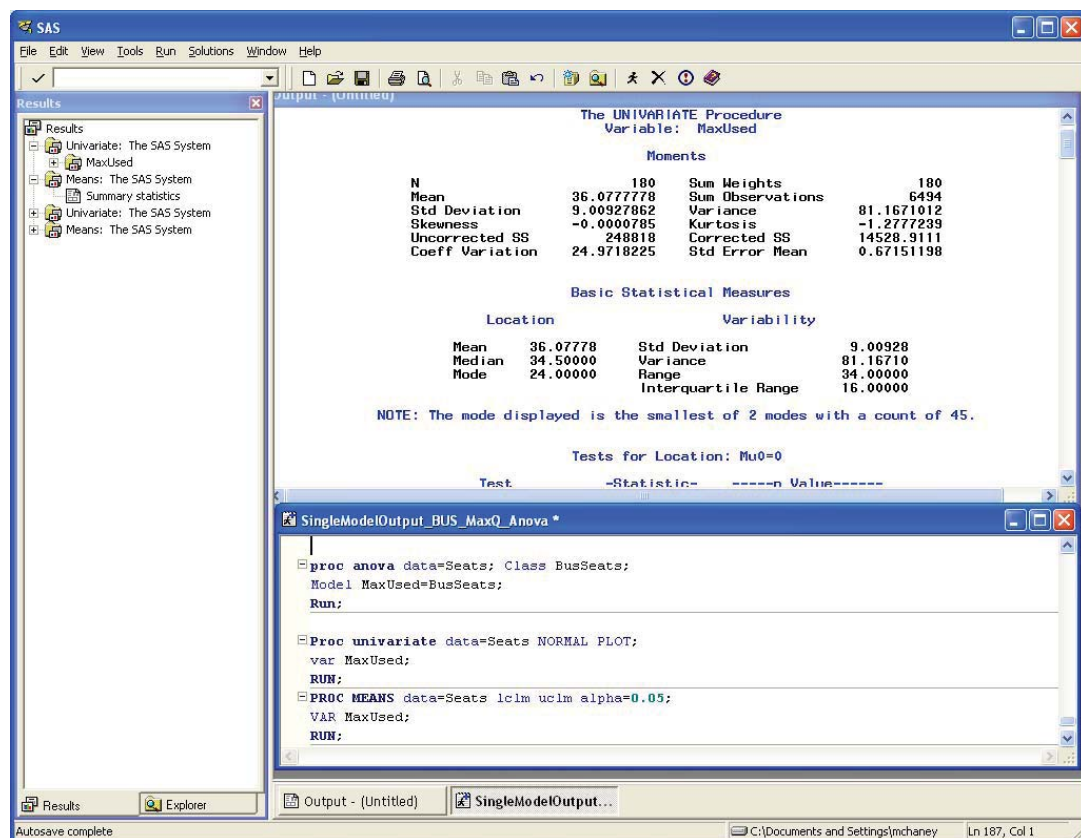 SAS
File Edit View Tools Run Solutions Window Help
Results
Results
Univariate: The SAS System
MaxUsed
Means: The SAS System
Summary statistics
Univariate: The SAS System
Means: The SAS System
Output - (Untitled)
The UNIVARIATE Procedure
Variable: MaxUsed
Moments
N 180 Sum Weights 180
Mean 36.0777778 Sum Observations 6494
Std Deviation 9.00927862 Variance 81.1671012
Skewness -0.0000785 Kurtosis -1.2777239
Uncorrected SS 248818 Corrected SS 14528.9111
Coeff Variation 24.9718225 Std Error Mean 0.67151198
Basic Statistical Measures
Location Variability
Mean 36.07778 Std Deviation 9.00928
Median 34.50000 Variance 81.16710
Mode 24.00000 Range 34.00000
Interquartile Range 16.00000
NOTE: The mode displayed is the smallest of 2 modes with a count of 45.
Tests for Location: Mu0=0
Test -Statistic- -----p Value------
SingleModelOutput_BUS_MaxQ_Anova *
proc anova data=Seats; Class BusSeats;
Model MaxUsed=BusSeats;
Run;
Proc univariate data=Seats NORMAL PLOT;
var MaxUsed;
RUN;
PROC MEANS data=Seats lclm uclm alpha=0.05;
VAR MaxUsed;
RUN;
Results Explorer
Output - (Untitled) SingleModelOutput...
Autosave complete C:\Documents and Settings\mchaney Ln 187, Col 1